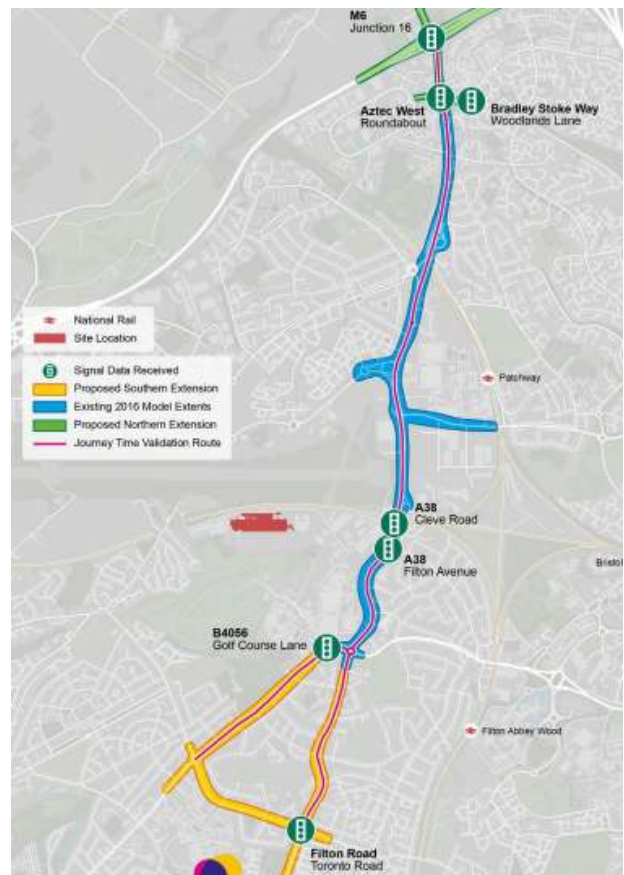 M6
Junction 16
Aztec West
Roundabout
Bradley Stoke Way
Woodlands Lane
National Rail
Site Location
Signal Data Received
Proposed Southern Extension
Existing 2016 Model Extents
Proposed Northern Extension
Journey Time Validation Route
Patchway
A38
Cleve Road
A38
Filton Avenue
Bristol
B4056
Golf Course Lane
Filton Abbey Wood
Filton Road
Toronto Road